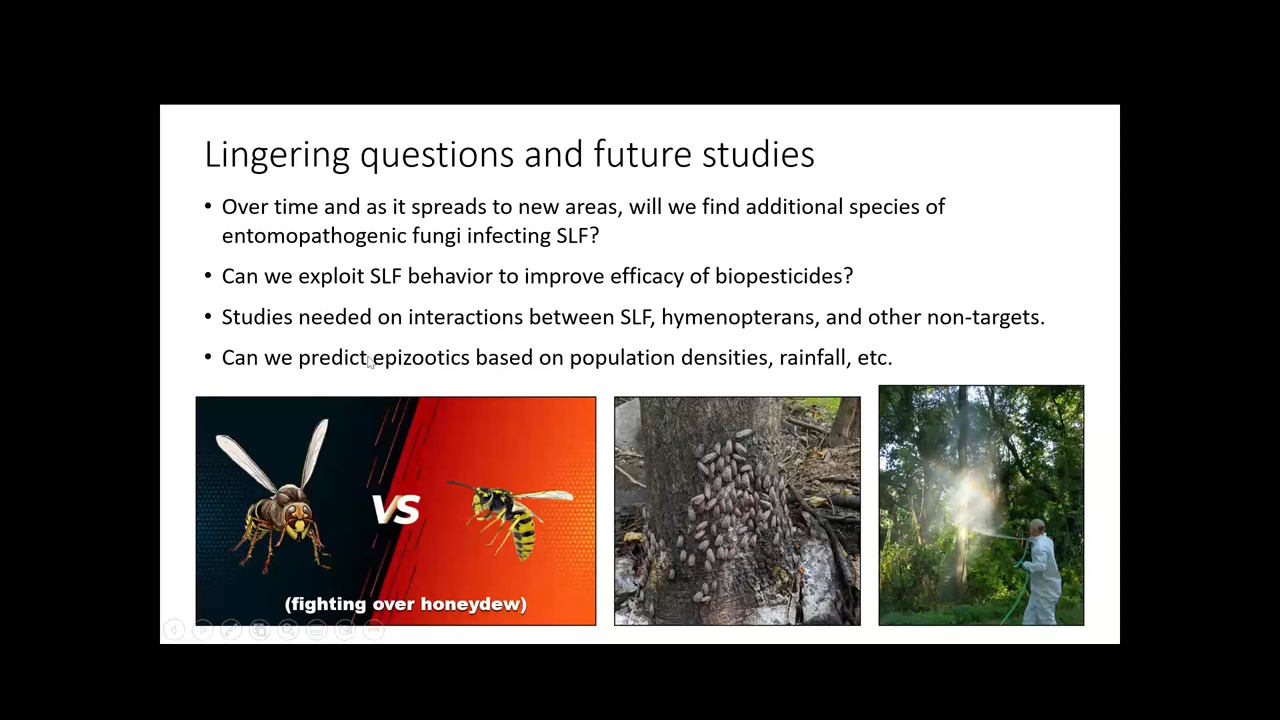 Lingering questions and future studies
• Over time and as it spreads to new areas, will we find additional species of
entomopathogenic fungi infecting SLF?
• Can we exploit SLF behavior to improve efficacy of biopesticides?
• Studies needed on interactions between SLF, hymenopterans, and other non-targets.
• Can we predict epizootics based on population densities, rainfall, etc.
VS
(fighting over honeydew)